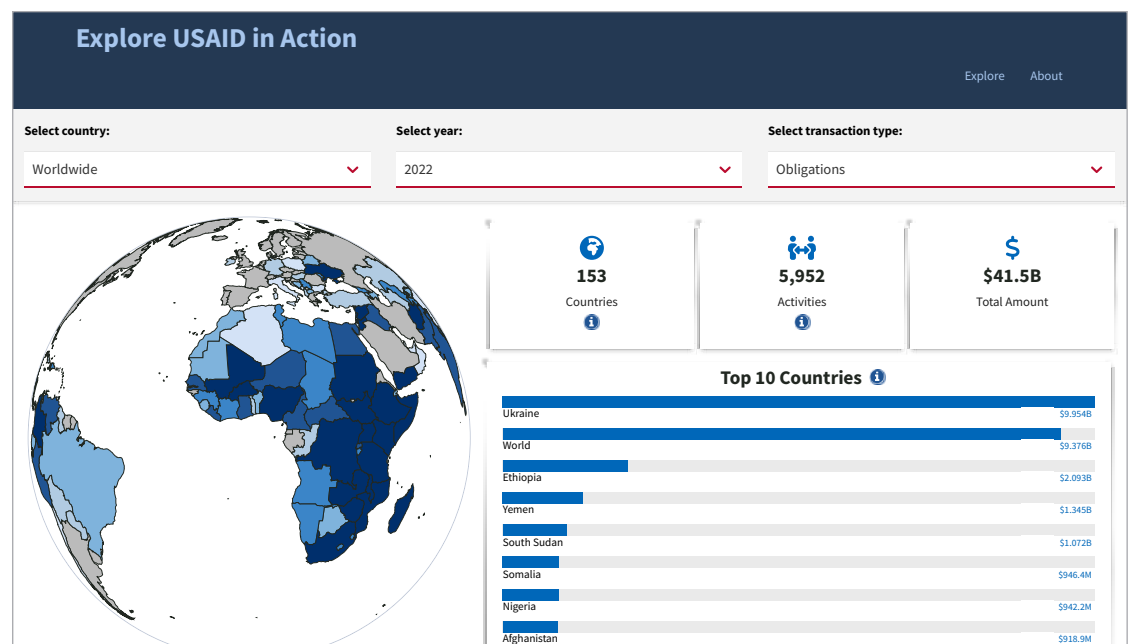 Explore USAID in Action
Explore About
Select country: Select year: Select transaction type:
Worldwide 2022 Obligations
153 5,952 $41.5B
Countries Activities Total Amount
Top 10 Countries
Ukraine $9.954B
World $9.376B
Ethiopia $2.093B
Yemen $1.345B
South Sudan $1.072B
Somalia $946.4M
Nigeria $942.2M
Afghanistan $918.9M